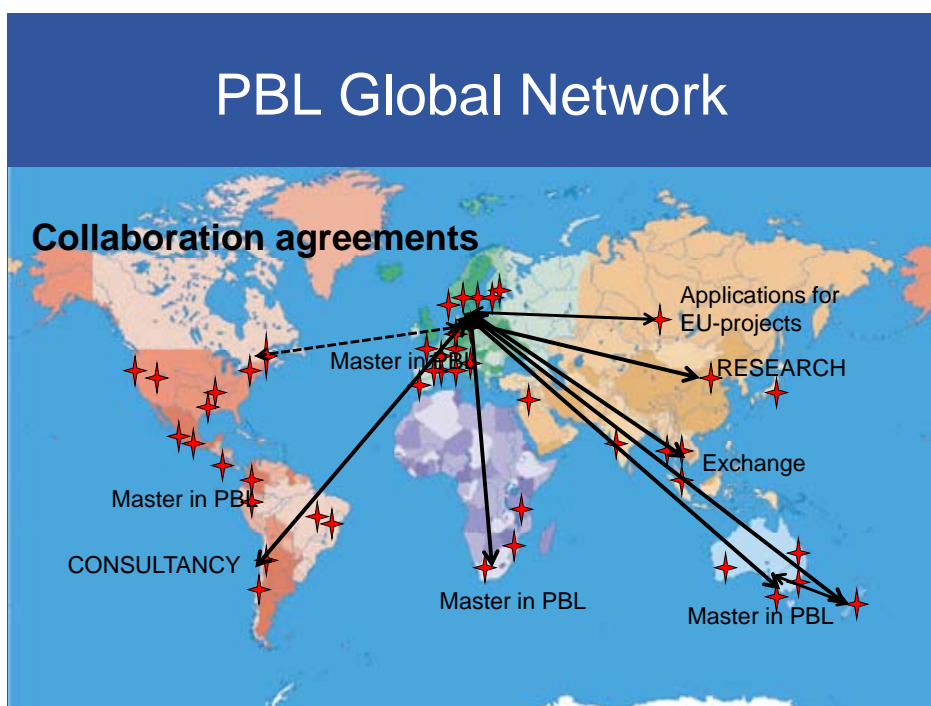 PBL Global Network
Collaboration agreements
Applications for
EU-projects
Master in PBL
RESEARCH
Exchange
Master in PBL
CONSULTANCY
Master in PBL
Master in PBL